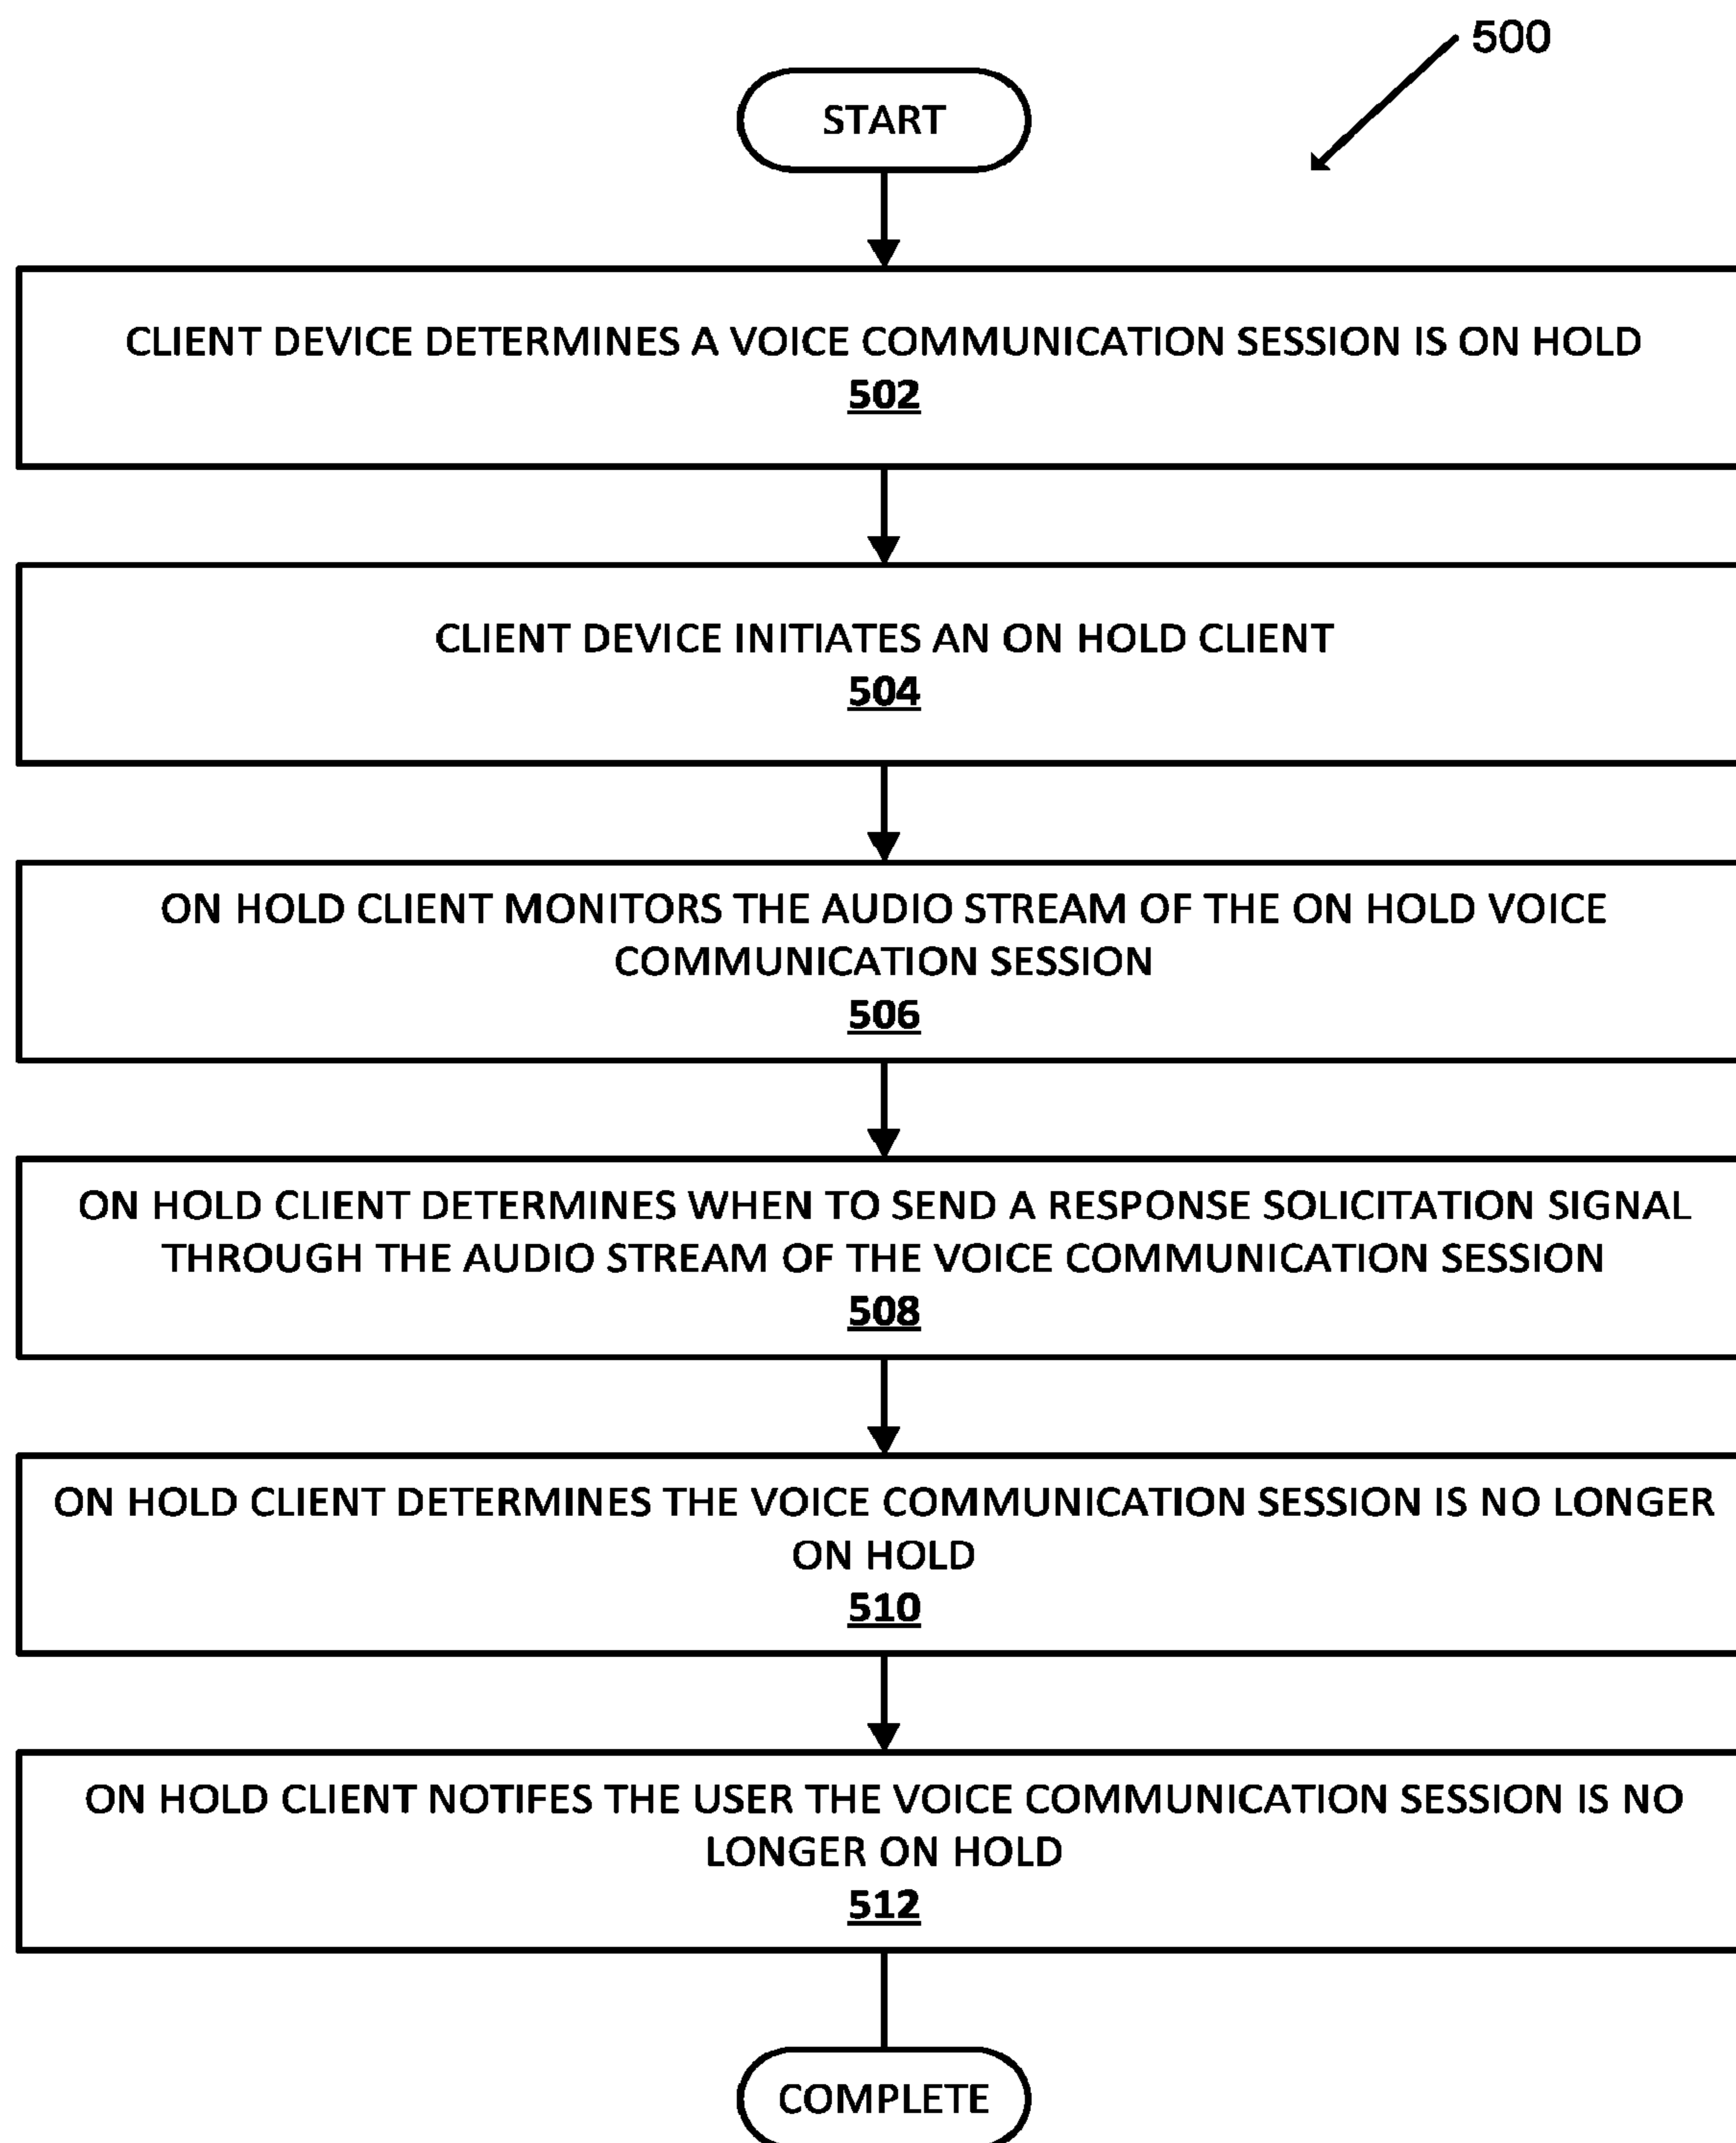 500
START
CLIENT DEVICE DETERMINES A VOICE COMMUNICATION SESSION IS ON HOLD
502
CLIENT DEVICE INITIATES AN ON HOLD CLIENT
504
ON HOLD CLIENT MONITORS THE AUDIO STREAM OF THE ON HOLD VOICE
COMMUNICATION SESSION
506
ON HOLD CLIENT DETERMINES WHEN TO SEND A RESPONSE SOLICITATION SIGNAL
THROUGH THE AUDIO STREAM OF THE VOICE COMMUNICATION SESSION
508
ON HOLD CLIENT DETERMINES THE VOICE COMMUNICATION SESSION IS NO LONGER
ON HOLD
510
ON HOLD CLIENT NOTIFES THE USER THE VOICE COMMUNICATION SESSION IS NO
LONGER ON HOLD
512
COMPLETE